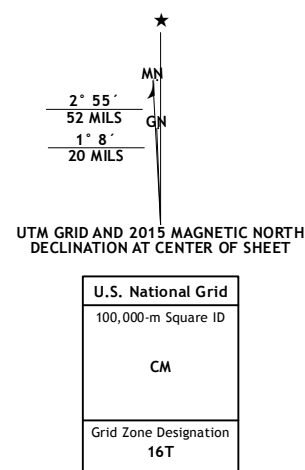 ★
MN
2° 55´
52 MILS
GN
1° 8´
20 MILS
UTM GRID AND 2015 MAGNETIC NORTH
DECLINATION AT CENTER OF SHEET
U.S. National Grid
100,000-m Square ID
CM
Grid Zone Designation
16T